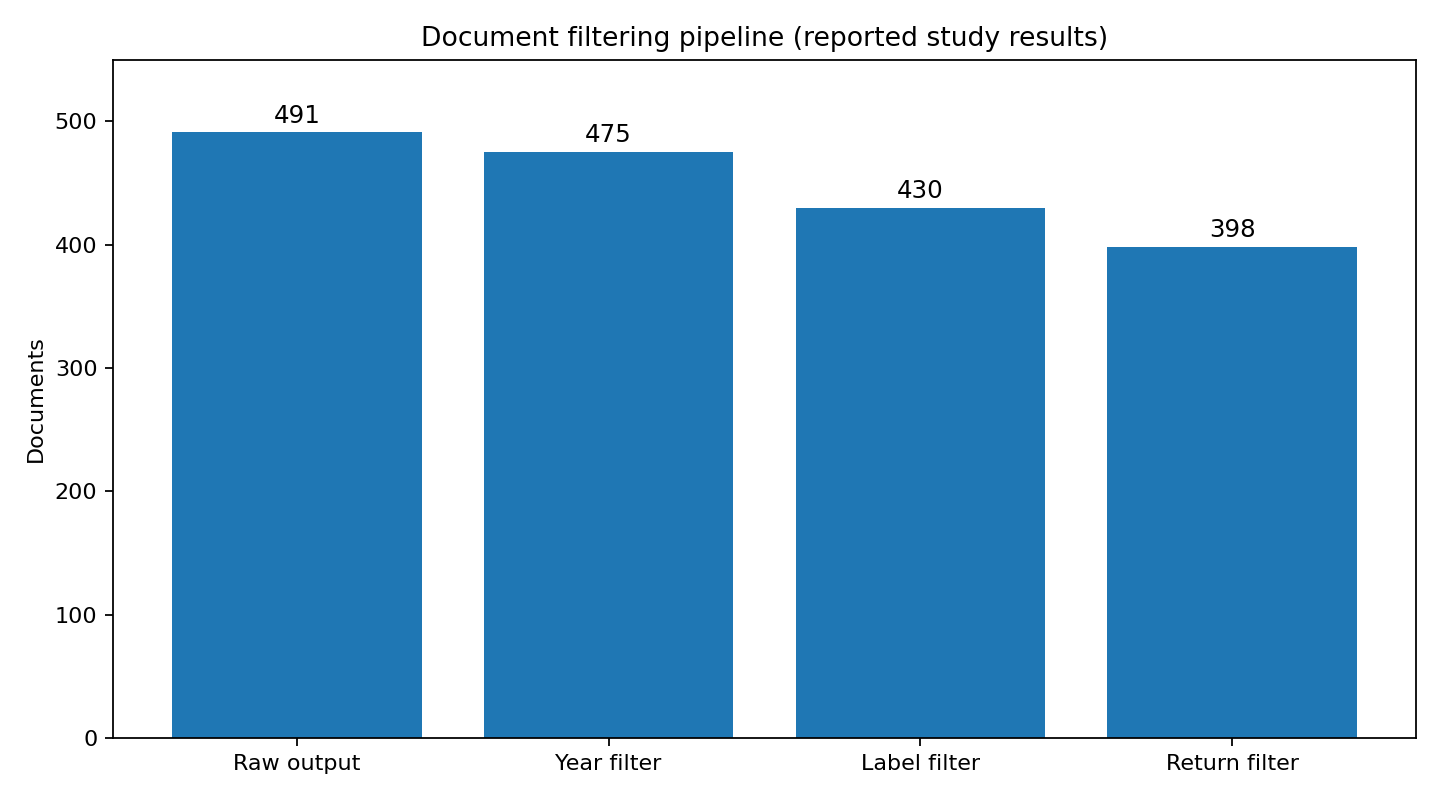 Document filtering pipeline (reported study results)
491
475
430
398
500
400
300
200
100
0
Documents
Raw output
Year filter
Label filter
Return filter